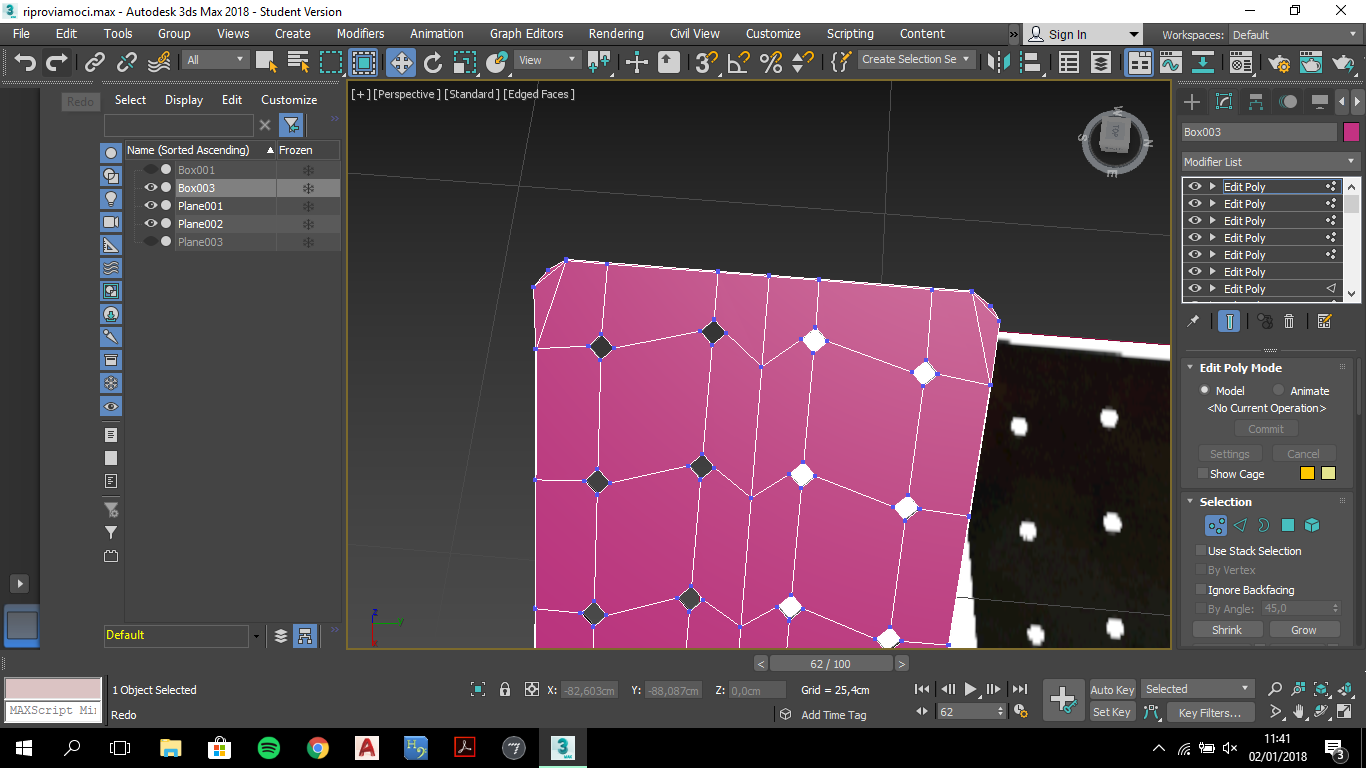 riproviamoci.max - Autodesk 3ds Max 2018 - Student Version
File Edit Tools Group Views Create Modifiers Animation Graph Editors Rendering Civil View Customize Scripting Content » Sign In Workspaces: Default
All View Create Selection Se
Redo Select Display Edit Customize
Name (Sorted Ascending) Frozen
Box001
Box003
Plane001
Plane002
Plane003
Default
[+] [Perspective] [Standard] [Edged Faces]
TOP
S W N E
z y x
Box003
Modifier List
Edit Poly
Edit Poly
Edit Poly
Edit Poly
Edit Poly
Edit Poly
Edit Poly
Edit Poly Mode
Model Animate
<No Current Operation>
Commit
Settings Cancel
Show Cage
Selection
Use Stack Selection
By Vertex
Ignore Backfacing
By Angle: 45,0
Shrink Grow
< 62 / 100 >
1 Object Selected X: -82,603cm Y: -88,087cm Z: 0,0cm Grid = 25,4cm Auto Key Selected
MAXScript Mi
Redo Add Time Tag 62 Set Key Key Filters...
11:41
02/01/2018
3